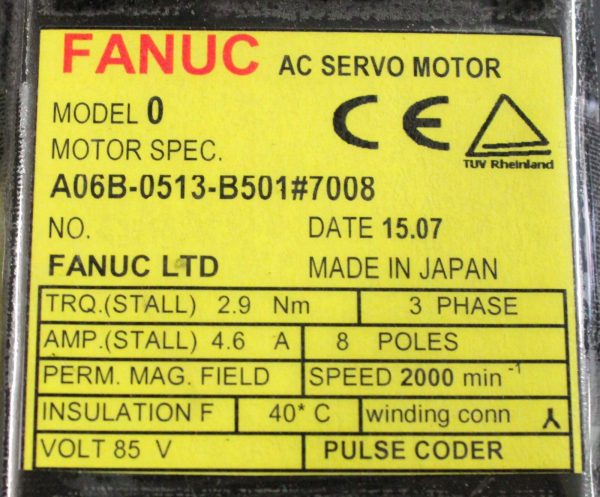 FANUC AC SERVO MOTOR
MODEL 0
MOTOR SPEC.
CE
TUV Rheinland
A06B-0513-B501#7008
NO. DATE 15.07
FANUC LTD MADE IN JAPAN
TRQ.(STALL) 2.9 Nm 3 PHASE
AMP.(STALL) 4.6 A 8 POLES
PERM. MAG. FIELD SPEED 2000 min⁻¹
INSULATION F 40* C winding conn
VOLT 85 V PULSE CODER